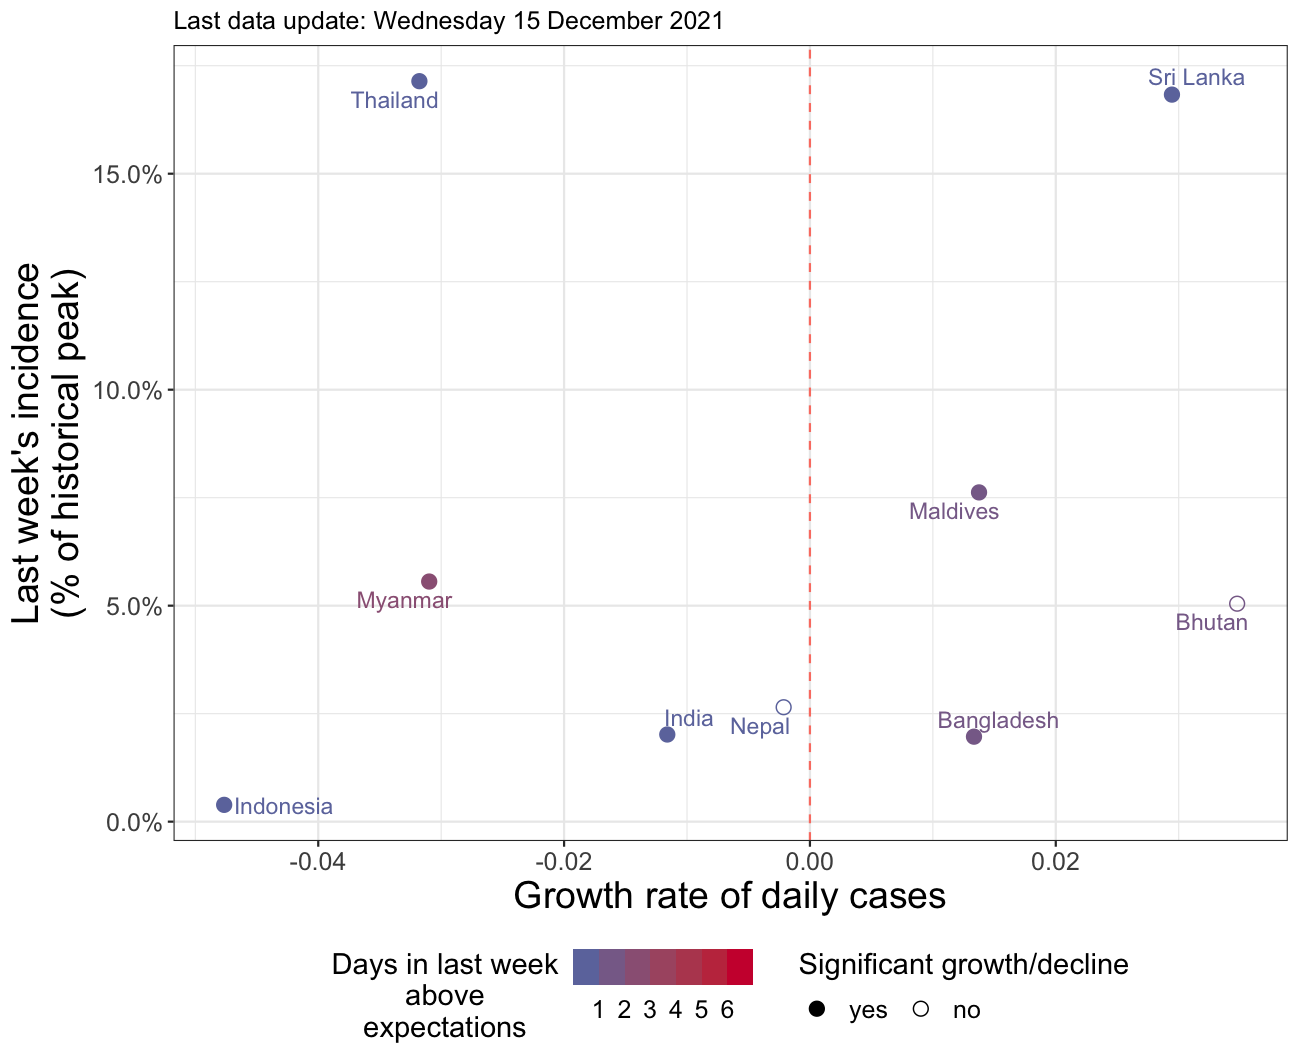 Last data update: Wednesday 15 December 2021
Thailand
Sri Lanka
15.0%
10.0%
Maldives
Myanmar
5.0%
Bhutan
India
Nepal
Bangladesh
Indonesia
0.0%
Last week's incidence
(% of historical peak)
-0.04
-0.02
0.00
0.02
Growth rate of daily cases
Days in last week
above
expectations
1 2 3 4 5 6
Significant growth/decline
yes
no